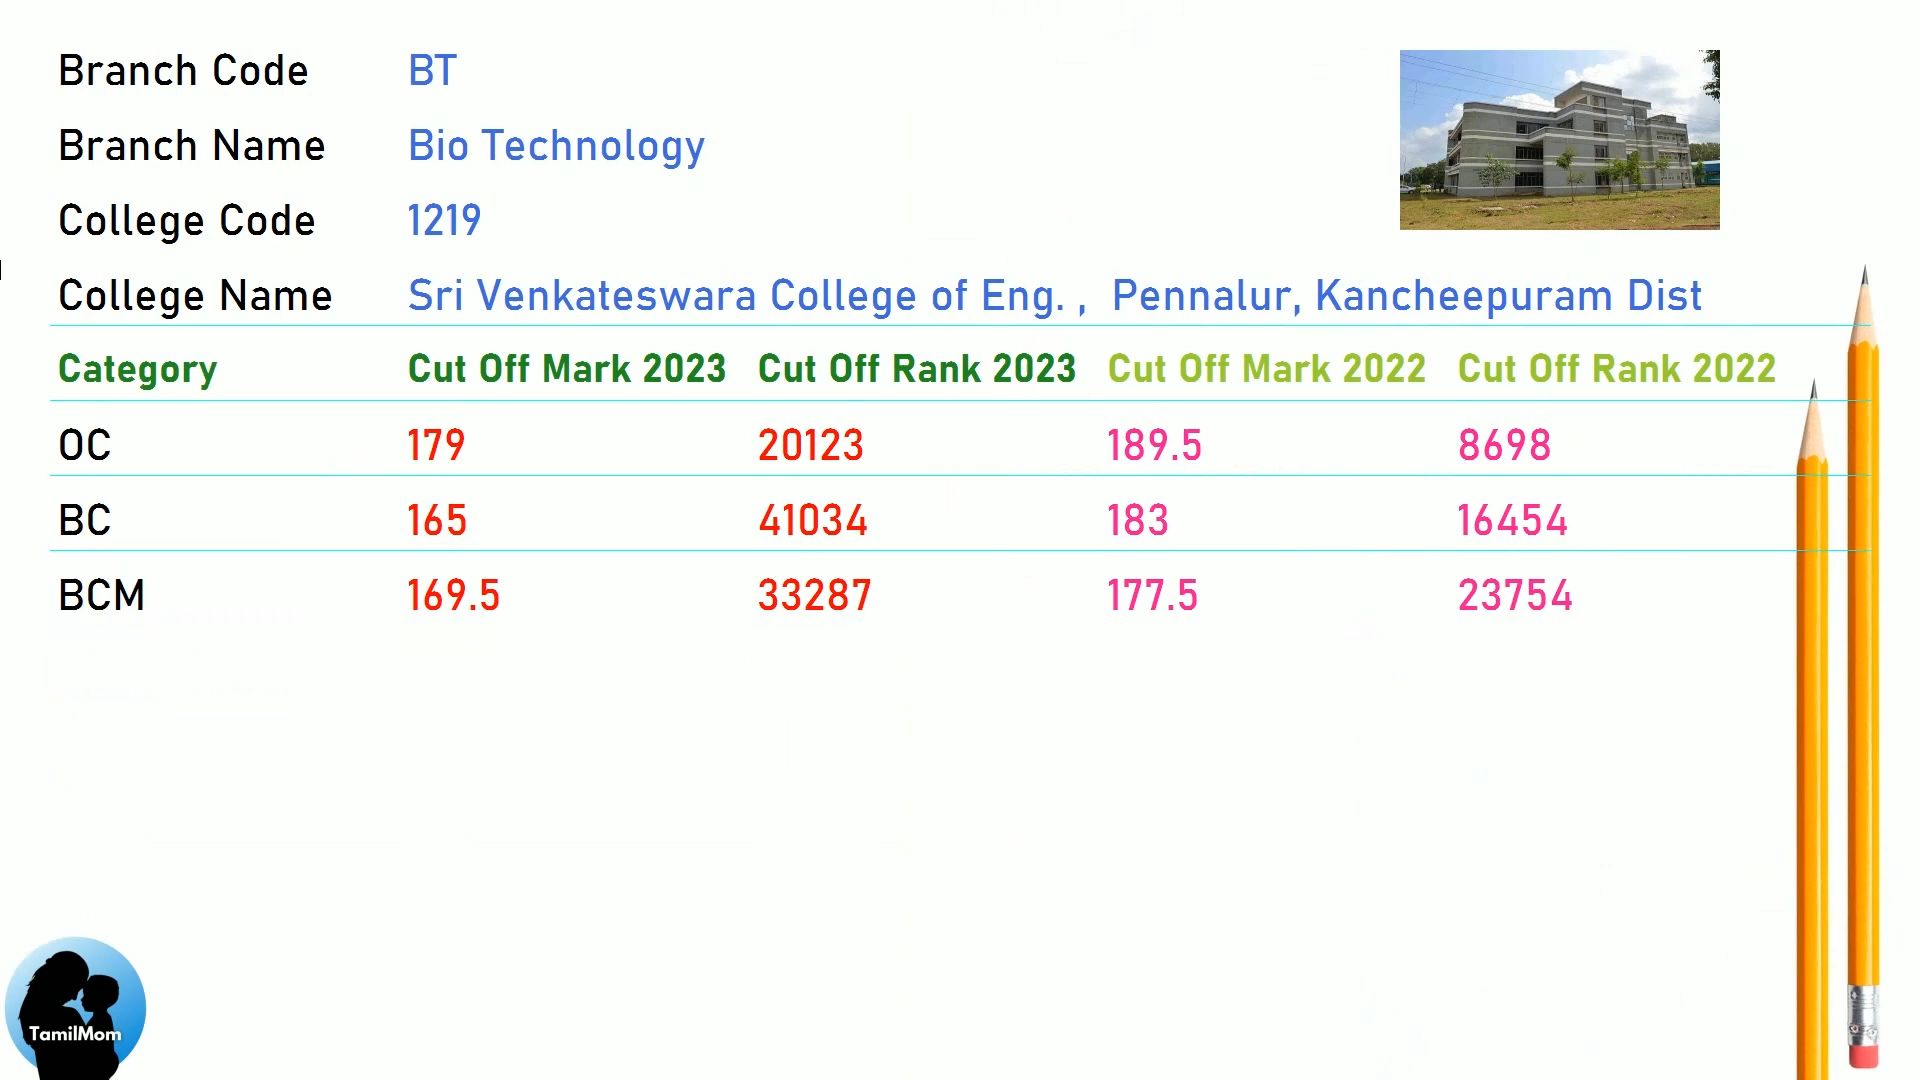 Branch Code BT
Branch Name Bio Technology
College Code 1219
College Name Sri Venkateswara College of Eng. , Pennalur, Kancheepuram Dist
Category Cut Off Mark 2023 Cut Off Rank 2023 Cut Off Mark 2022 Cut Off Rank 2022
OC 179 20123 189.5 8698
BC 165 41034 183 16454
BCM 169.5 33287 177.5 23754
TamilMom